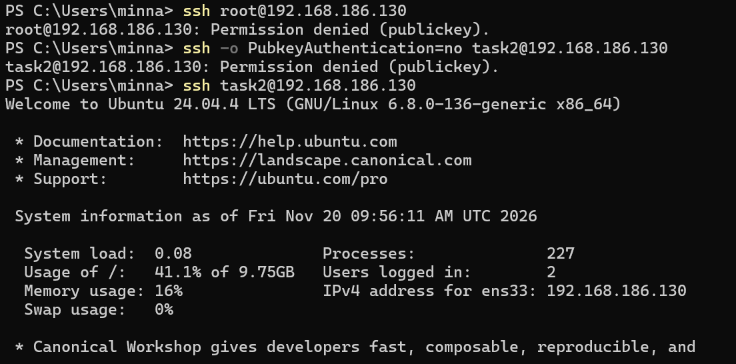 PS C:\Users\minna> ssh root@192.168.186.130
root@192.168.186.130: Permission denied (publickey).
PS C:\Users\minna> ssh -o PubkeyAuthentication=no task2@192.168.186.130
task2@192.168.186.130: Permission denied (publickey).
PS C:\Users\minna> ssh task2@192.168.186.130
Welcome to Ubuntu 24.04.4 LTS (GNU/Linux 6.8.0-136-generic x86_64)

 * Documentation:  https://help.ubuntu.com
 * Management:     https://landscape.canonical.com
 * Support:        https://ubuntu.com/pro

 System information as of Fri Nov 20 09:56:11 AM UTC 2026

  System load:  0.08               Processes:              227
  Usage of /:   41.1% of 9.75GB    Users logged in:        2
  Memory usage: 16%                IPv4 address for ens33: 192.168.186.130
  Swap usage:   0%

 * Canonical Workshop gives developers fast, composable, reproducible, and